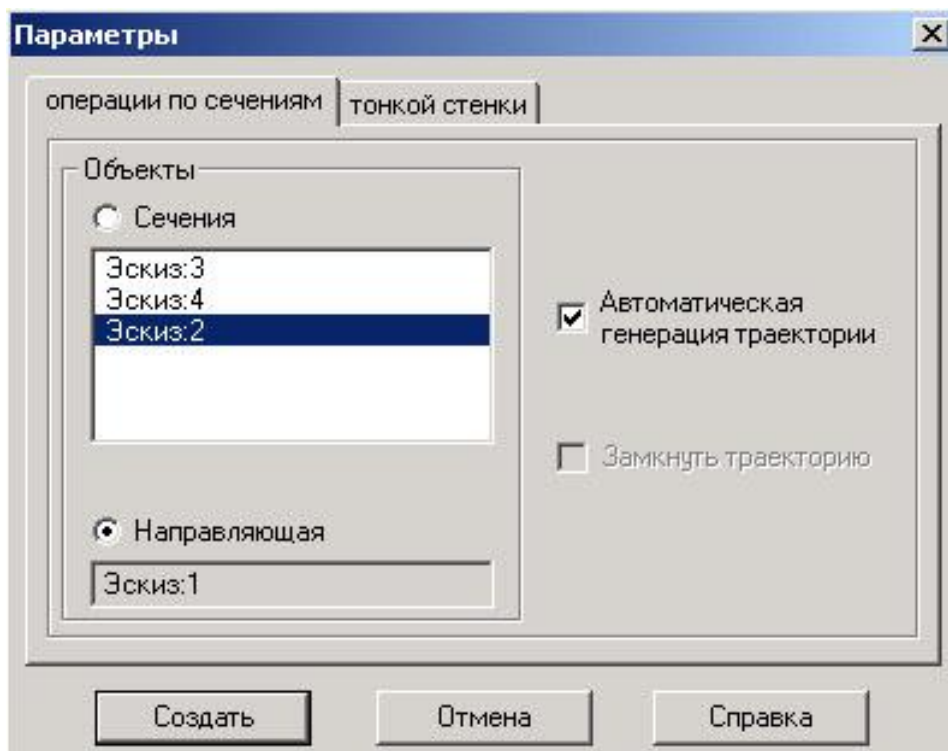 Параметры
операции по сечениям
тонкой стенки
Объекты
Сечения
Эскиз:3
Эскиз:4
Эскиз:2
Автоматическая
генерация траектории
Замкнуть траекторию
Направляющая
Эскиз:1
Создать
Отмена
Справка